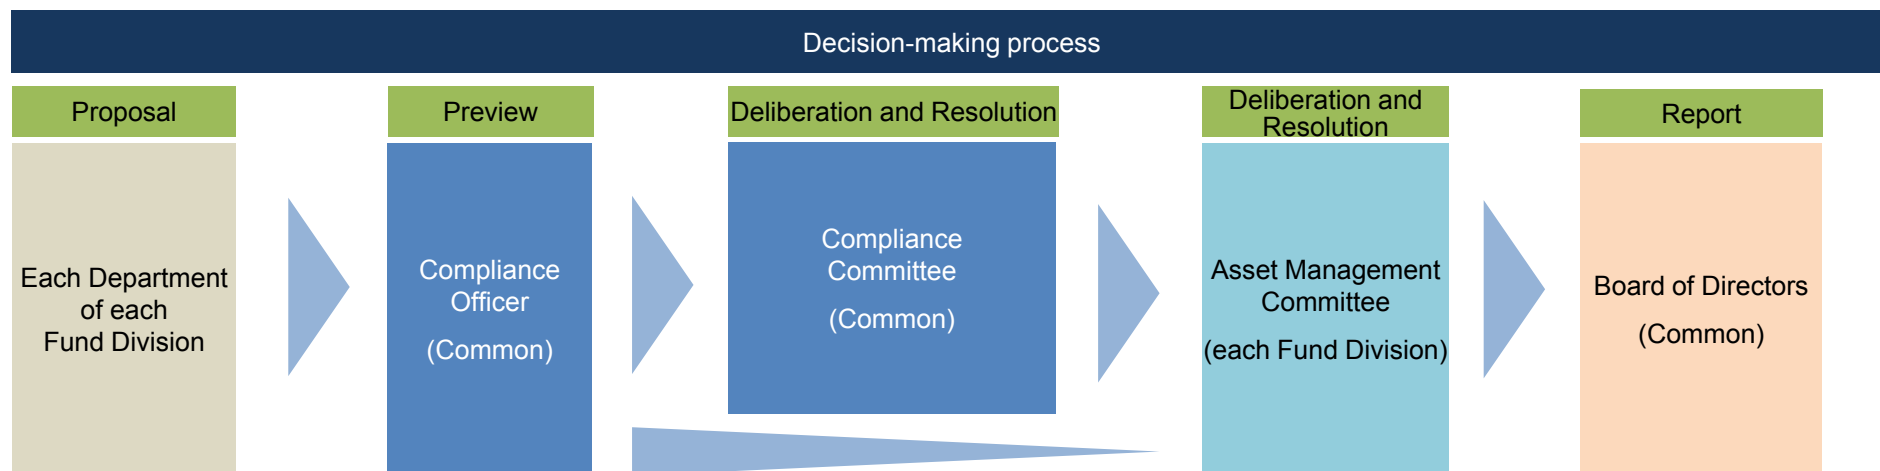 Decision-making process
Proposal
Each Department
of each
Fund Division
Preview
Compliance
Officer
(Common)
Deliberation and Resolution
Compliance
Committee
(Common)
Deliberation and
Resolution
Asset Management
Committee
(each Fund Division)
Report
Board of Directors
(Common)